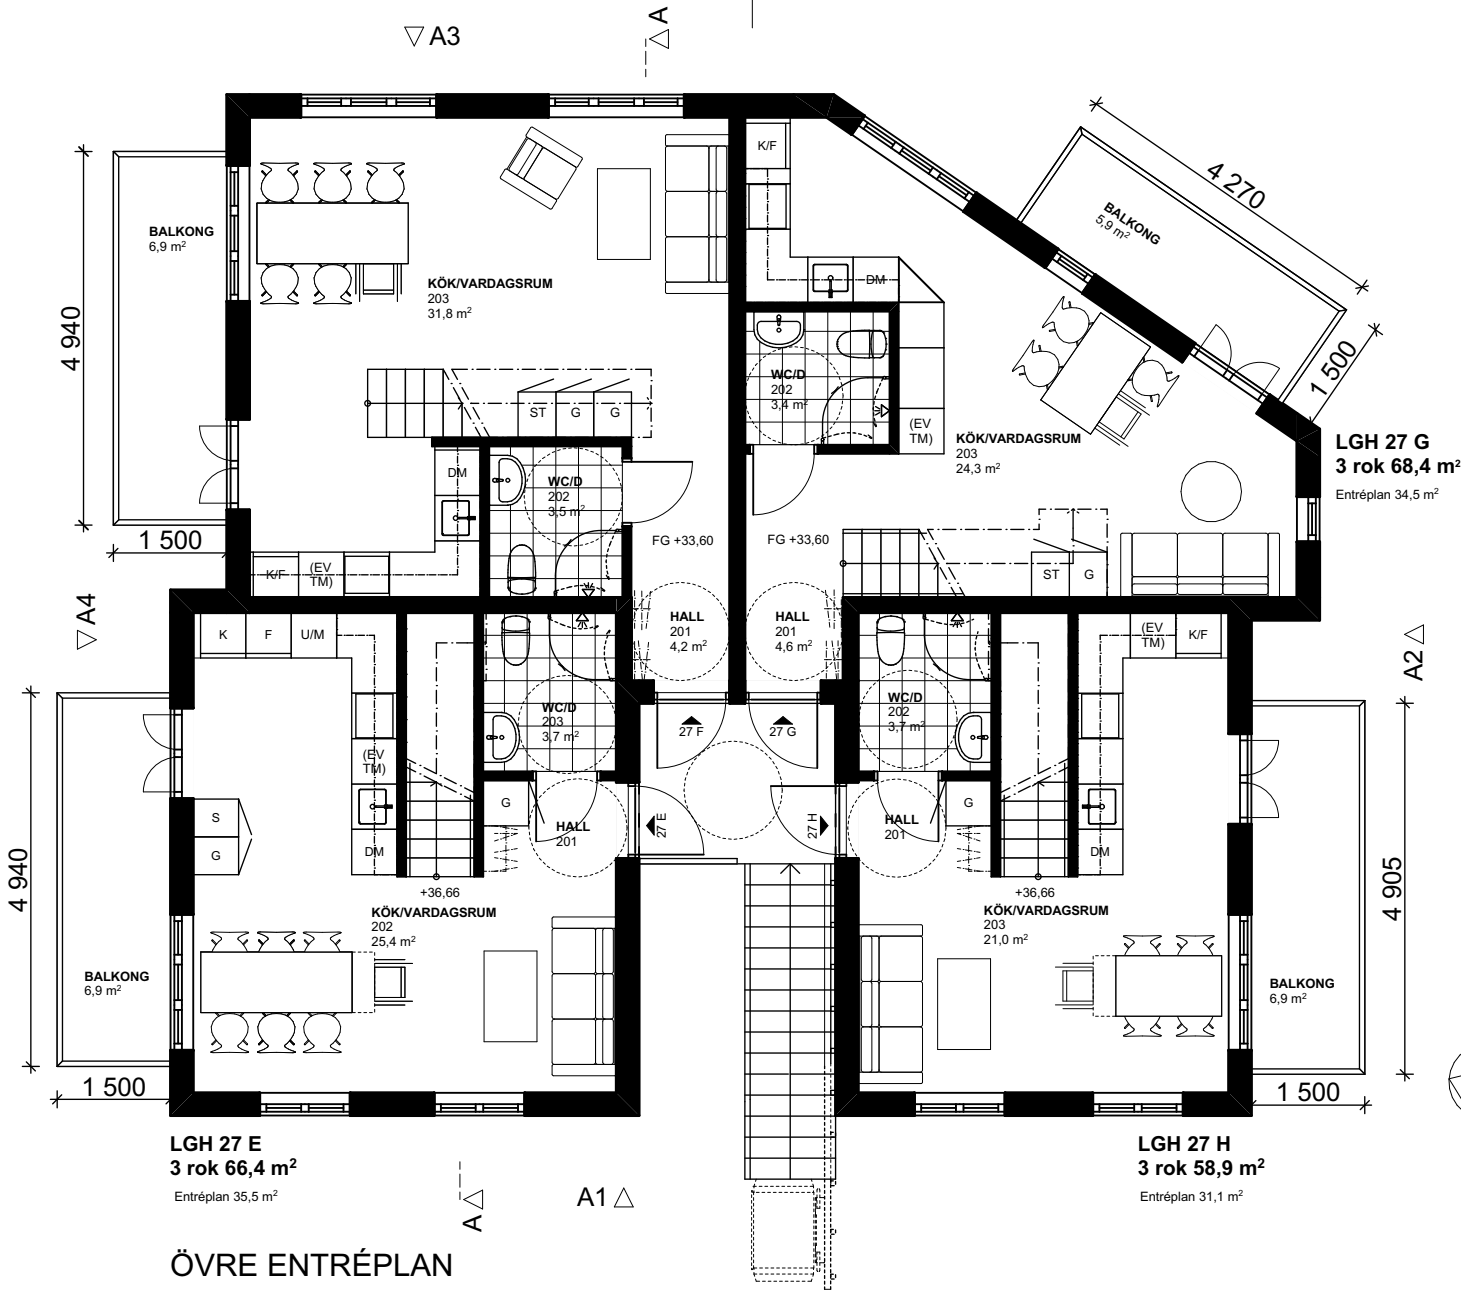 A3
A
4 270
BALKONG
5,9 m²
1 500
BALKONG
6,9 m²
4 940
1 500
KÖK/VARDAGSRUM
203
31,8 m²
ST
G
G
DM
K/F
(EV
TM)
WC/D
202
3,5 m²
FG +33,60
HALL
201
4,2 m²
K/F
DM
WC/D
202
3,4 m²
(EV
TM)
KÖK/VARDAGSRUM
203
24,3 m²
FG +33,60
ST
G
HALL
201
4,6 m²
LGH 27 G
3 rok 68,4 m²
Entréplan 34,5 m²
A4
A2
K
F
U/M
(EV
TM)
DM
S
G
WC/D
203
3,7 m²
G
HALL
201
27 F
27 G
27 E
27 H
+36,66
KÖK/VARDAGSRUM
202
25,4 m²
BALKONG
6,9 m²
4 940
1 500
WC/D
202
3,7 m²
HALL
201
G
(EV
TM)
K/F
DM
+36,66
KÖK/VARDAGSRUM
203
21,0 m²
BALKONG
6,9 m²
4 905
1 500
LGH 27 E
3 rok 66,4 m²
Entréplan 35,5 m²
LGH 27 H
3 rok 58,9 m²
Entréplan 31,1 m²
A
A1
ÖVRE ENTRÉPLAN